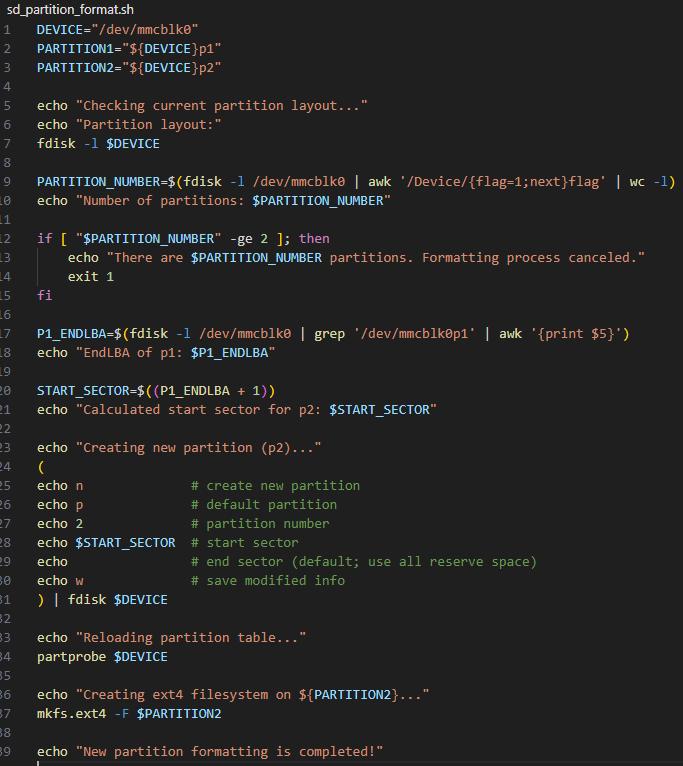 sd_partition_format.sh
1 DEVICE="/dev/mmcblk0"
2 PARTITION1="${DEVICE}p1"
3 PARTITION2="${DEVICE}p2"
4
5 echo "Checking current partition layout..."
6 echo "Partition layout:"
7 fdisk -l $DEVICE
8
9 PARTITION_NUMBER=$(fdisk -l /dev/mmcblk0 | awk '/Device/{flag=1;next}flag' | wc -l)
10 echo "Number of partitions: $PARTITION_NUMBER"
11
12 if [ "$PARTITION_NUMBER" -ge 2 ]; then
13     echo "There are $PARTITION_NUMBER partitions. Formatting process canceled."
14     exit 1
15 fi
16
17 P1_ENDLBA=$(fdisk -l /dev/mmcblk0 | grep '/dev/mmcblk0p1' | awk '{print $5}')
18 echo "EndLBA of p1: $P1_ENDLBA"
19
20 START_SECTOR=$((P1_ENDLBA + 1))
21 echo "Calculated start sector for p2: $START_SECTOR"
22
23 echo "Creating new partition (p2)..."
24 (
25 echo n             # create new partition
26 echo p             # default partition
27 echo 2             # partition number
28 echo $START_SECTOR  # start sector
29 echo               # end sector (default; use all reserve space)
30 echo w             # save modified info
31 ) | fdisk $DEVICE
32
33 echo "Reloading partition table..."
34 partprobe $DEVICE
35
36 echo "Creating ext4 filesystem on ${PARTITION2}..."
37 mkfs.ext4 -F $PARTITION2
38
39 echo "New partition formatting is completed!"